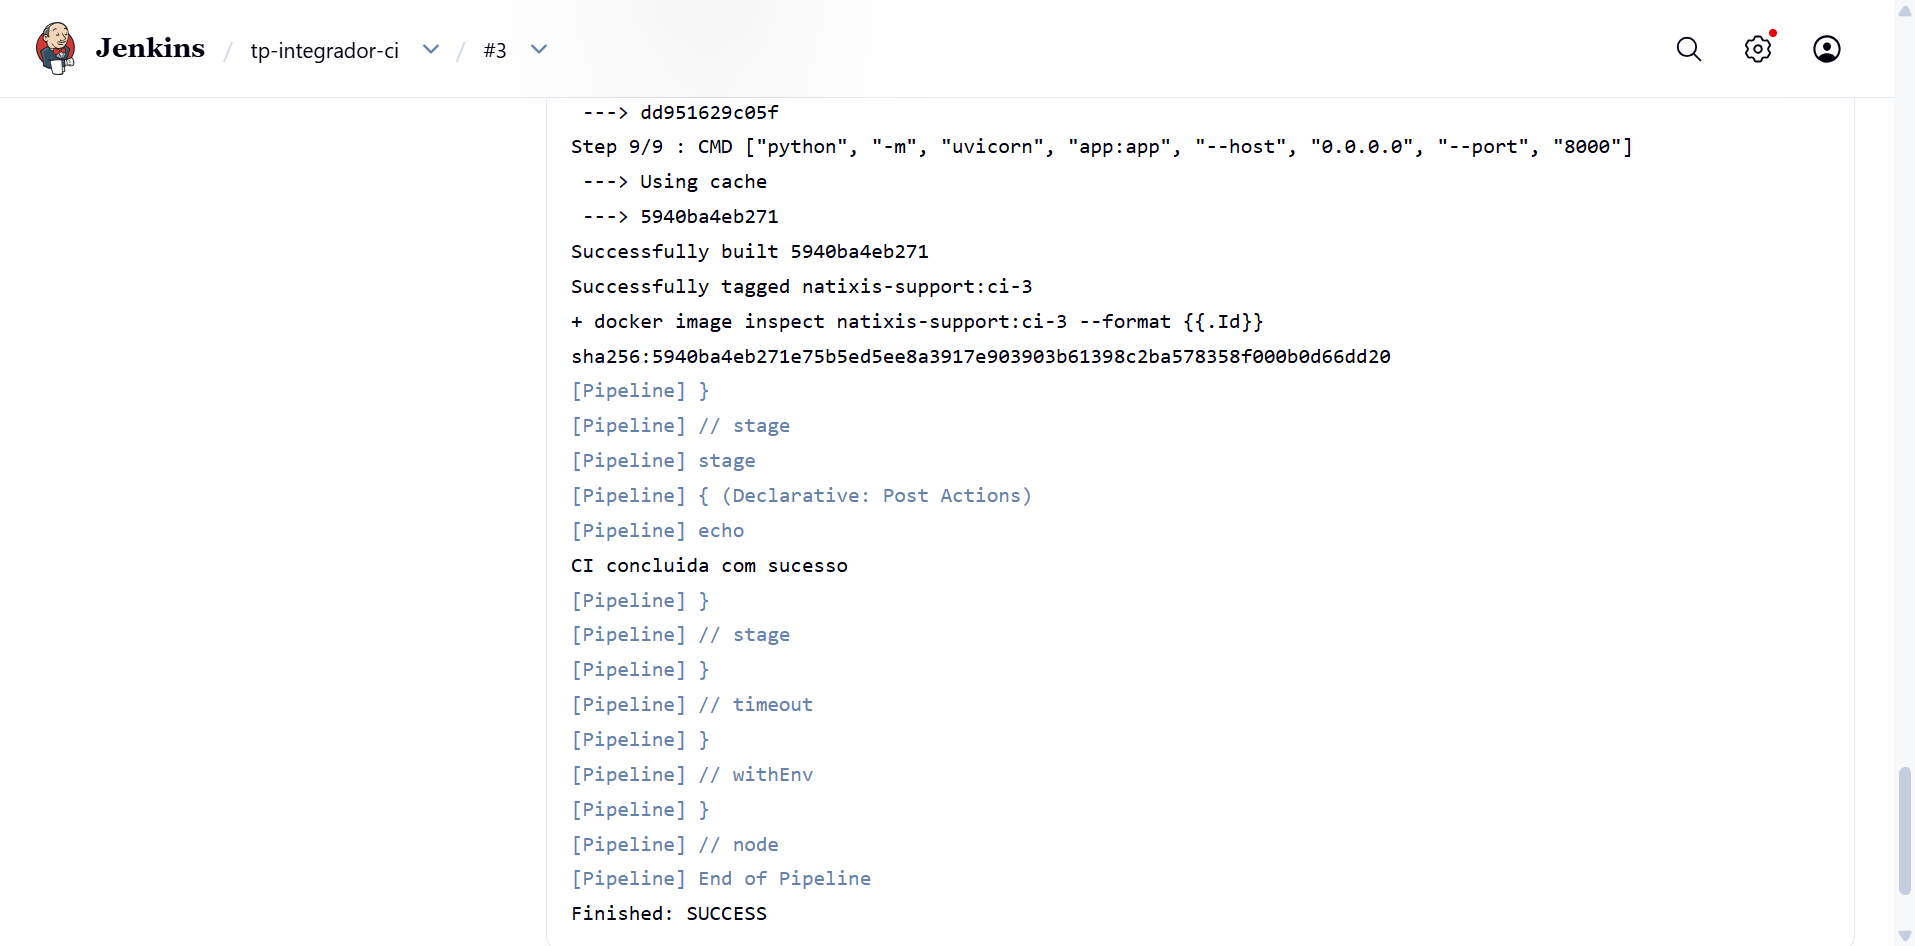 Jenkins / tp-integrador-ci / #3
---> dd951629c05f
Step 9/9 : CMD ["python", "-m", "uvicorn", "app:app", "--host", "0.0.0.0", "--port", "8000"]
---> Using cache
---> 5940ba4eb271
Successfully built 5940ba4eb271
Successfully tagged natixis-support:ci-3
+ docker image inspect natixis-support:ci-3 --format {{.Id}}
sha256:5940ba4eb271e75b5ed5ee8a3917e903903b61398c2ba578358f000b0d66dd20
[Pipeline] }
[Pipeline] // stage
[Pipeline] stage
[Pipeline] { (Declarative: Post Actions)
[Pipeline] echo
CI concluida com sucesso
[Pipeline] }
[Pipeline] // stage
[Pipeline] }
[Pipeline] // timeout
[Pipeline] }
[Pipeline] // withEnv
[Pipeline] }
[Pipeline] // node
[Pipeline] End of Pipeline
Finished: SUCCESS